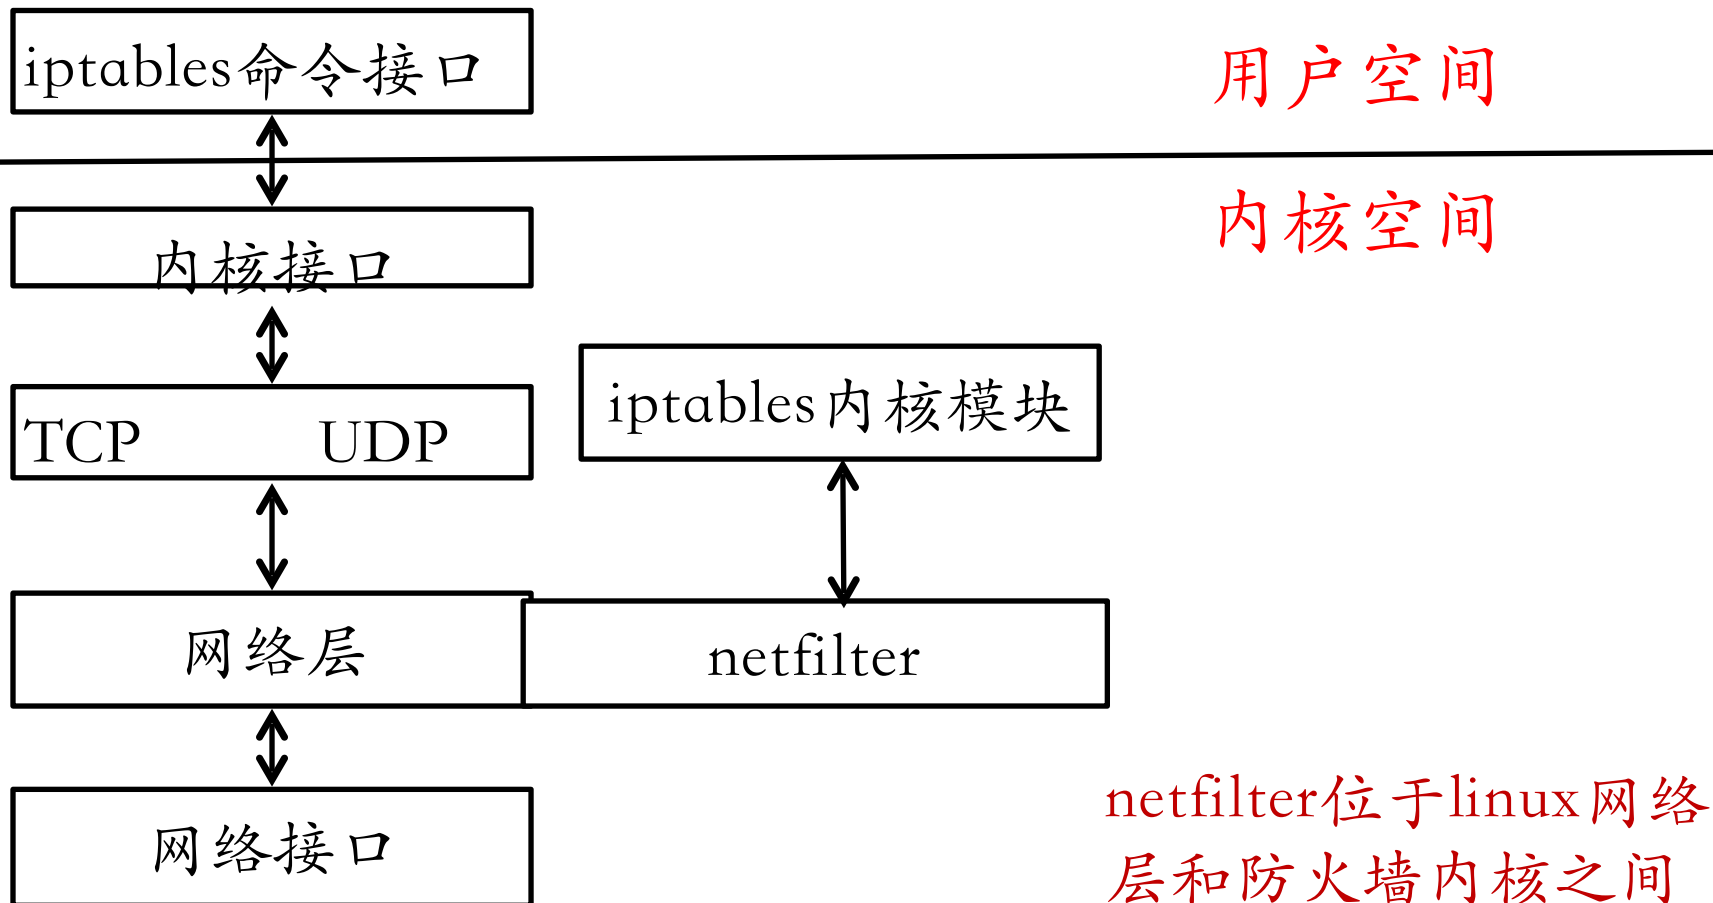 iptables命令接口
用户空间
内核空间
内核接口
iptables内核模块
TCP UDP
网络层
netfilter
网络接口
netfilter位于linux网络
层和防火墙内核之间